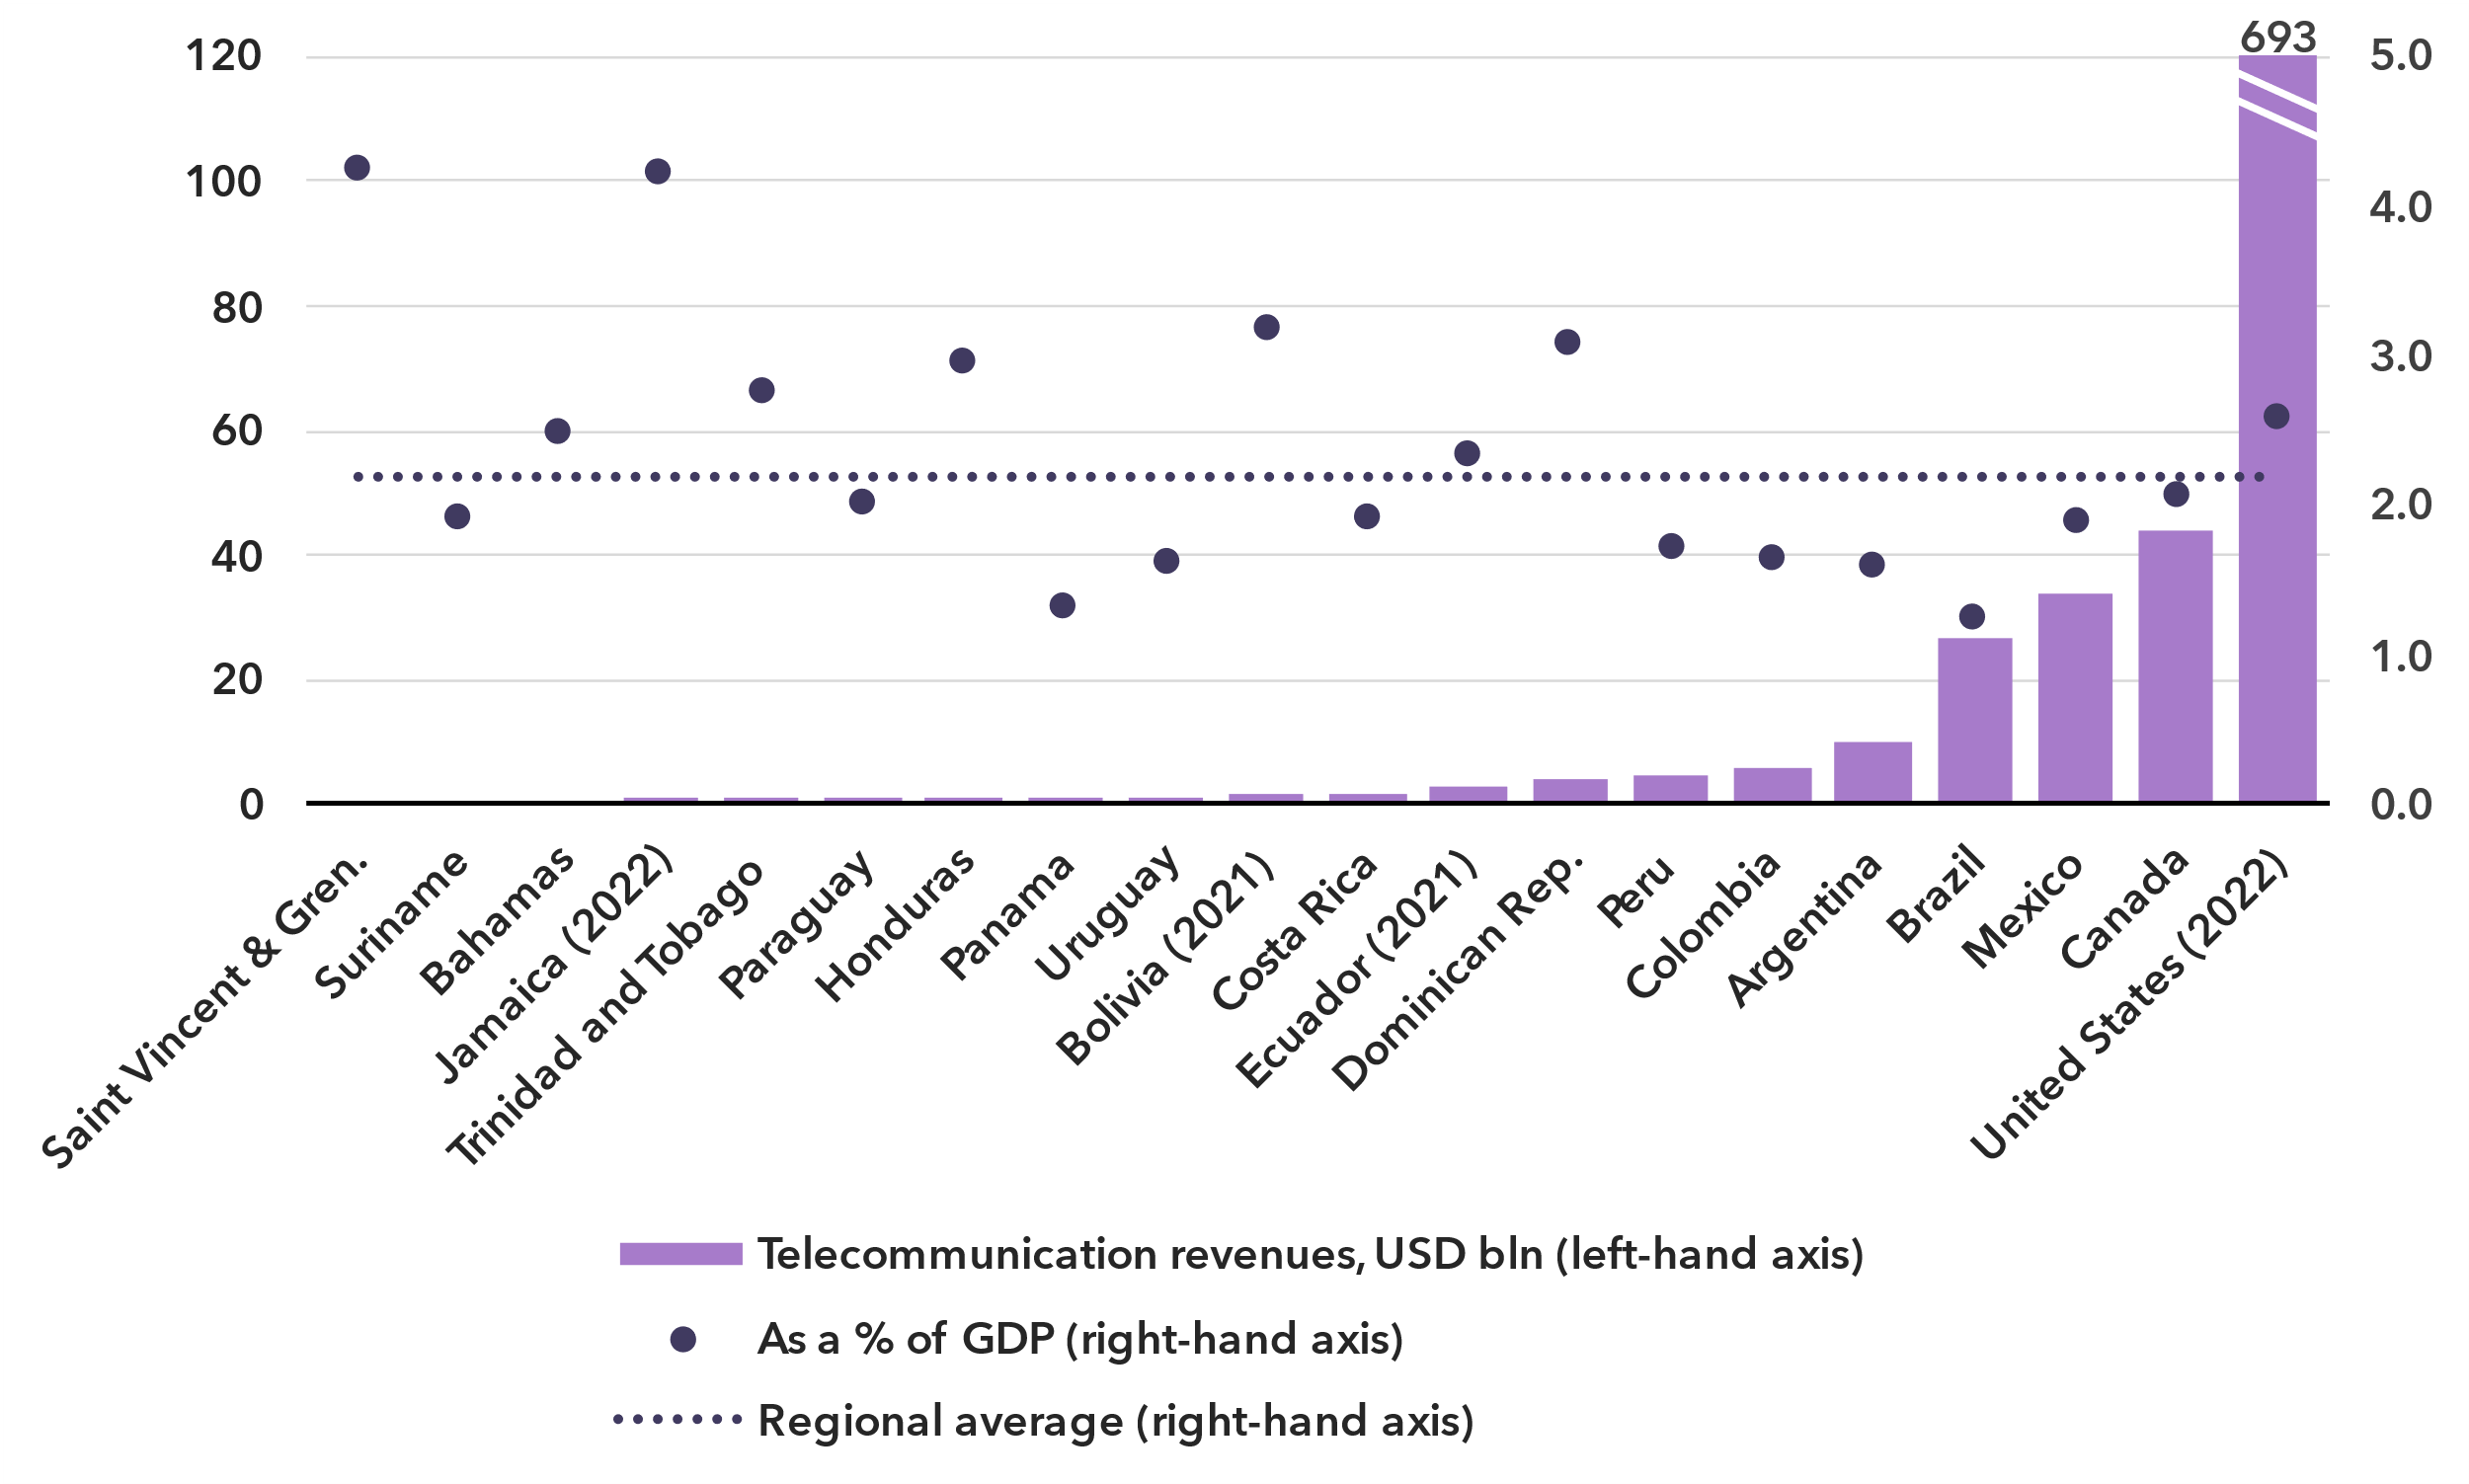 693
120
100
80
60
40
20
0
5.0
4.0
3.0
2.0
1.0
0.0
Saint Vincent & Gren.
Suriname
Bahamas
Jamaica (2022)
Trinidad and Tobago
Paraguay
Honduras
Panama
Uruguay
Bolivia (2021)
Costa Rica
Ecuador (2021)
Dominican Rep.
Peru
Colombia
Argentina
Brazil
Mexico
Canada
United States (2022)
Telecommunication revenues, USD bln (left-hand axis)
As a % of GDP (right-hand axis)
Regional average (right-hand axis)